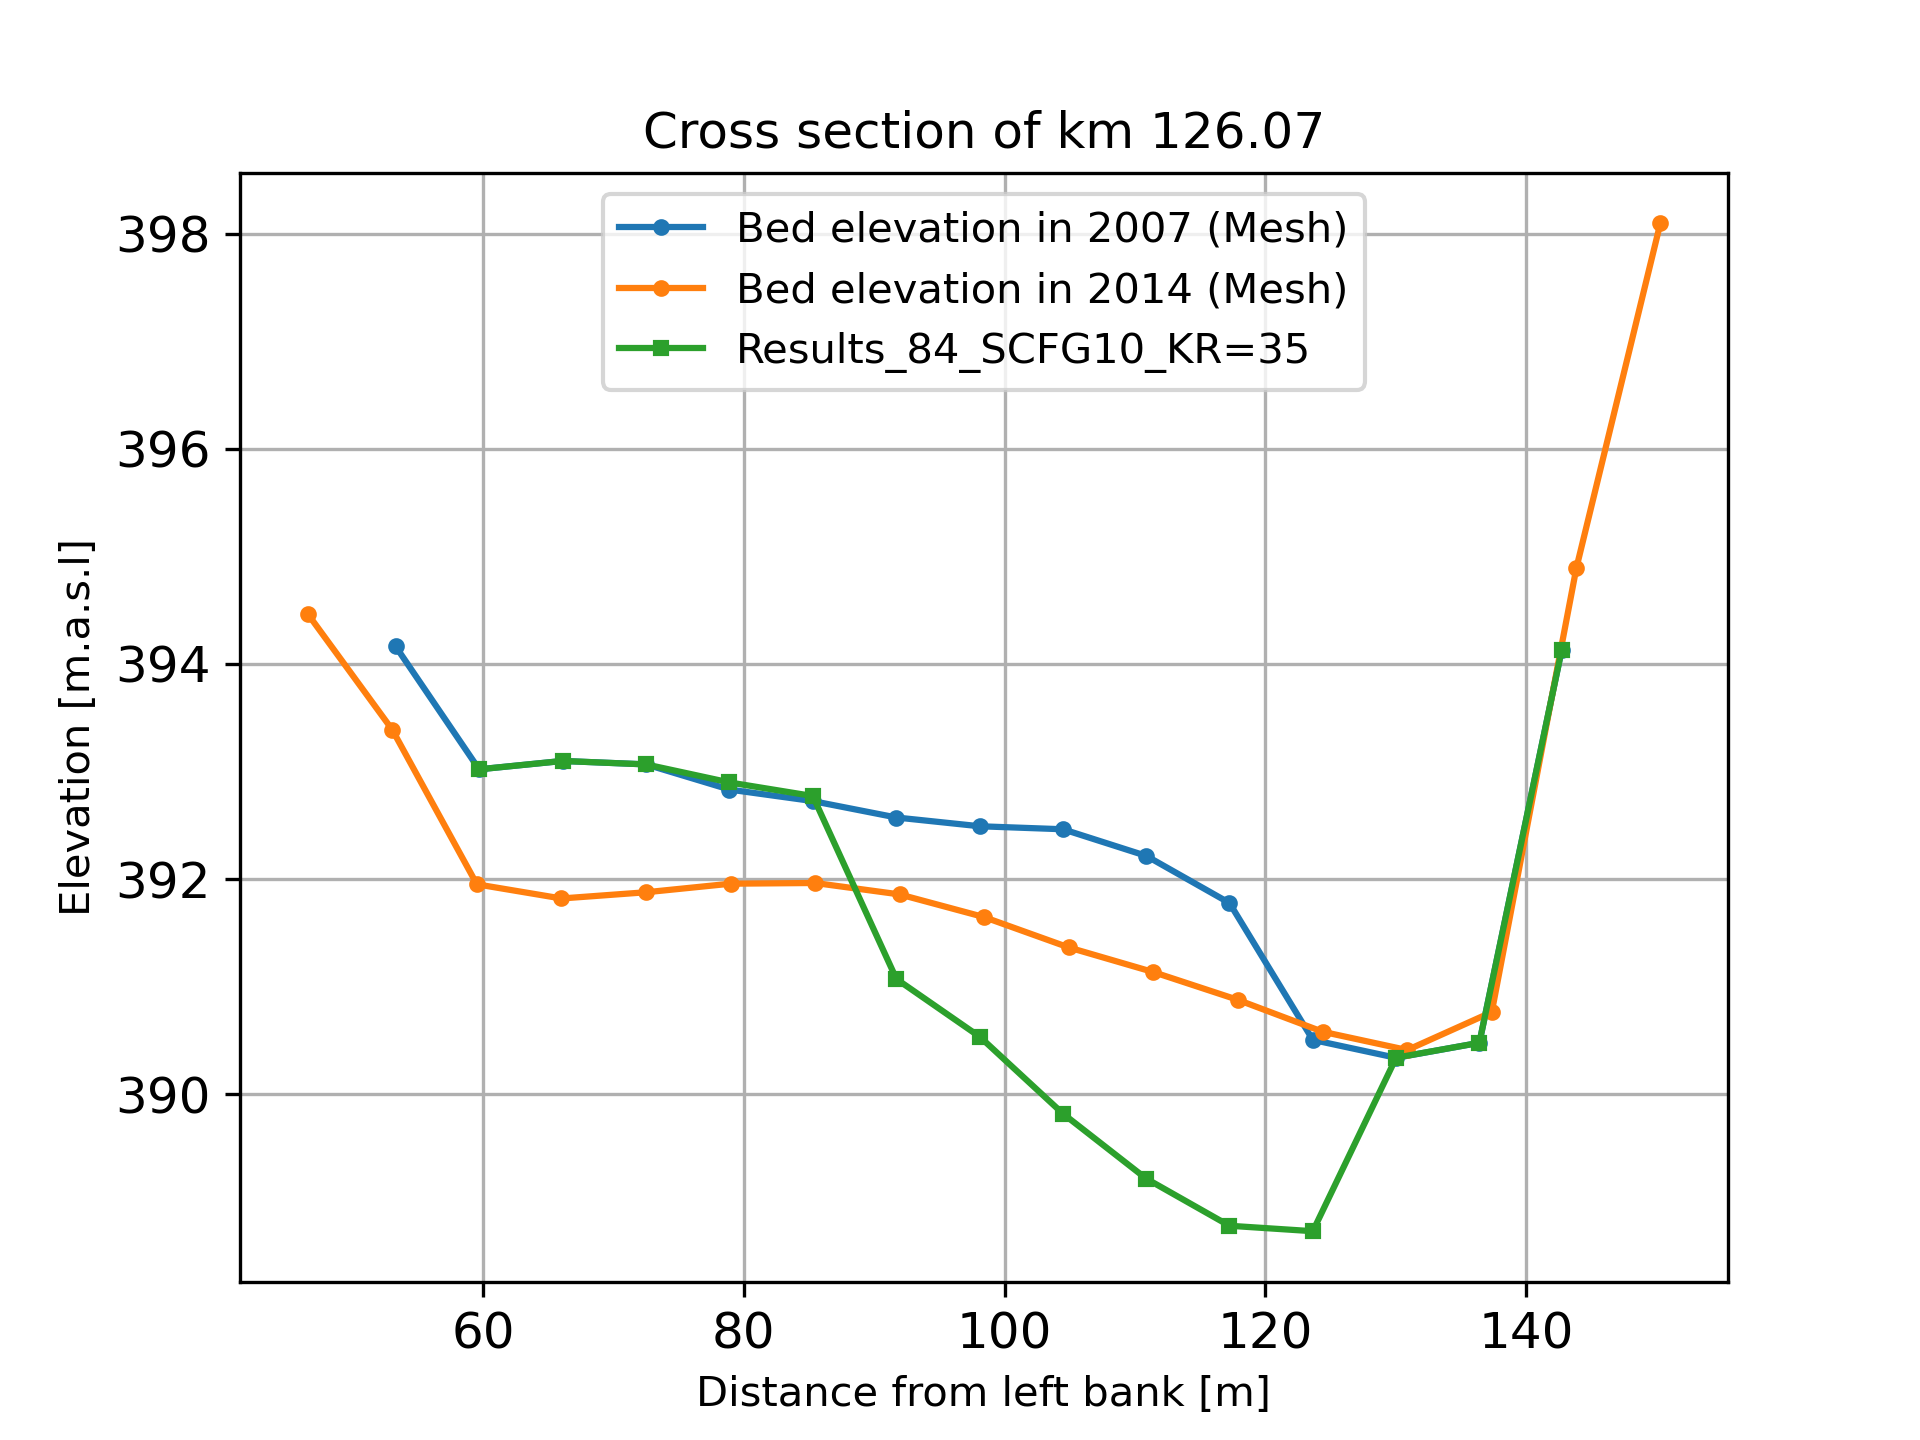 Cross section of km 126.07
Bed elevation in 2007 (Mesh)
Bed elevation in 2014 (Mesh)
Results_84_SCFG10_KR=35
398
396
394
392
390
Elevation [m.a.s.l]
60 80 100 120 140
Distance from left bank [m]